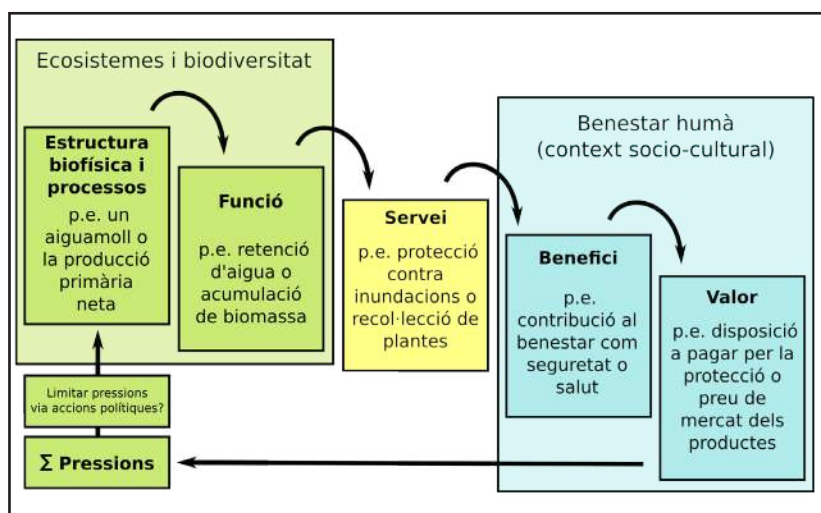 Ecosistemes i biodiversitat
Estructura
biofísica i
processos
p.e. un
aiguamoll o
la producció
primària
neta
Funció
p.e. retenció
d'aigua o
acumulació
de biomassa
Servei
p.e. protecció
contra
inundacions o
recol·lecció de
plantes
Benestar humà
(context socio-cultural)
Benefici
p.e.
contribució al
benestar com
seguretat o
salut
Valor
p.e. disposició
a pagar per la
protecció o
preu de
mercat dels
productes
Limitar pressions
via accions polítiques?
Σ Pressions